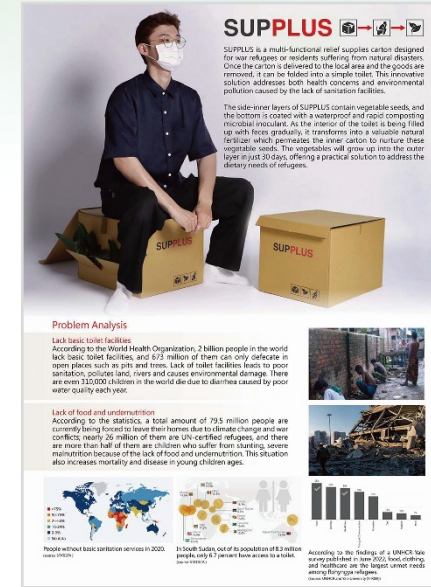 SUPPLUS
SUPPLUS is a multi-functional relief supplies carton designed
for war refugees or residents suffering from natural disasters.
Once the carton is delivered to the local area and the goods are
removed, it can be folded into a simple toilet. This innovative
solution addresses both health concerns and environmental
pollution caused by the lack of sanitation facilities.
The side-inner layers of SUPPLUS contain vegetable seeds, and
the bottom is coated with a waterproof and rapid composting
microbial inoculant. As the interior of the toilet is being filled
up with feces gradually, it transforms into a valuable natural
fertilizer which permeates the inner carton to nurture these
vegetable seeds. The vegetables will grow up into the outer
layer in just 30 days, offering a practical solution to address the
dietary needs of refugees.
SUPPLUS
SUPPLUS
Problem Analysis
Lack basic toilet facilities
According to the World Health Organization, 2 billion people in the world
lack basic toilet facilities, and 673 million of them can only defecate in
open places such as pits and trees. Lack of toilet facilities leads to poor
sanitation, pollutes land, rivers and causes environmental damage. There
are even 310,000 children in the world die due to diarrhea caused by poor
water quality each year.
Lack of food and undernutrition
According to the statistics, a total amount of 79.5 million people are
currently being forced to leave their homes due to climate change and war
conflicts; nearly 26 million of them are UN-certified refugees, and there
are more than half of them are children who suffer from stunting, severe
malnutrition because of the lack of food and undernutrition. This situation
also increases mortality and disease in young children ages.
People without basic sanitation services in 2020.
In South Sudan, out of its population of 8.3 million
people, only 6.7 percent have access to a toilet.
According to the findings of a UNHCR-Yale
survey published in June 2022, food, clothing,
and healthcare are the largest unmet needs
among Rohyngya refugees.